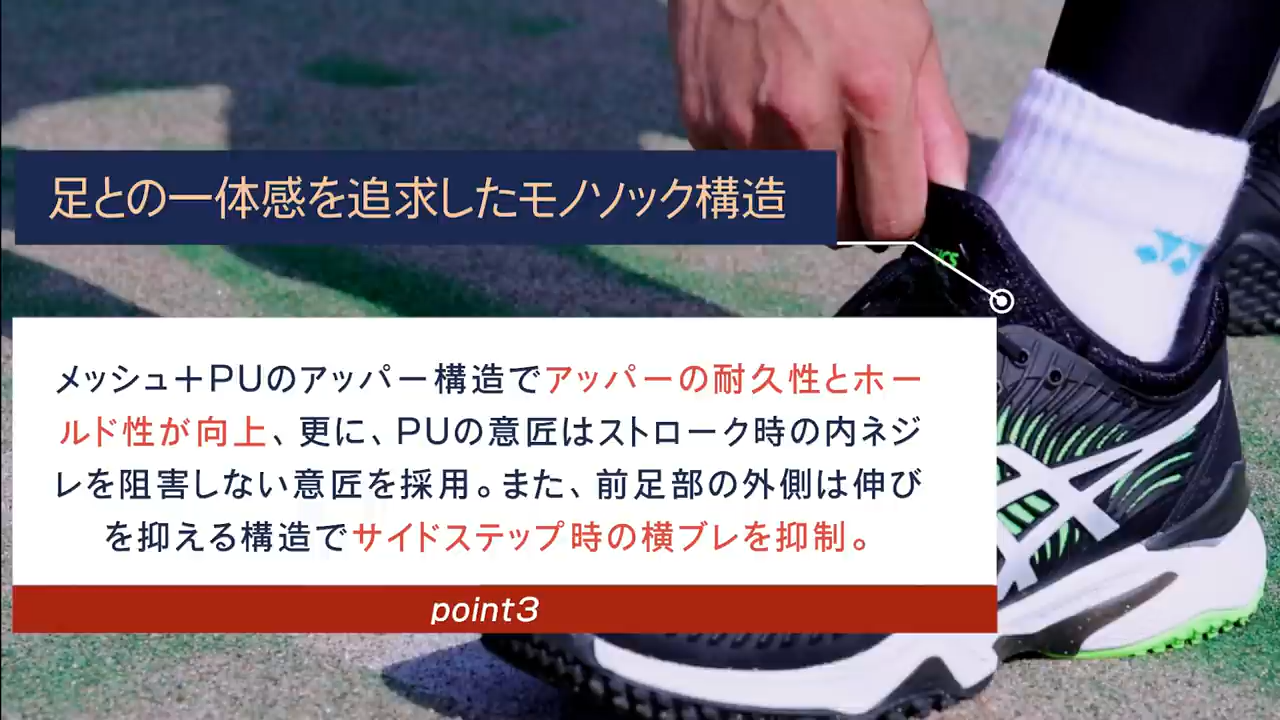 足との一体感を追求したモノソック構造
メッシュ＋PUのアッパー構造でアッパーの耐久性とホー
ルド性が向上、更に、PUの意匠はストローク時の内ネジ
レを阻害しない意匠を採用。また、前足部の外側は伸び
を抑える構造でサイドステップ時の横ブレを抑制。
point3